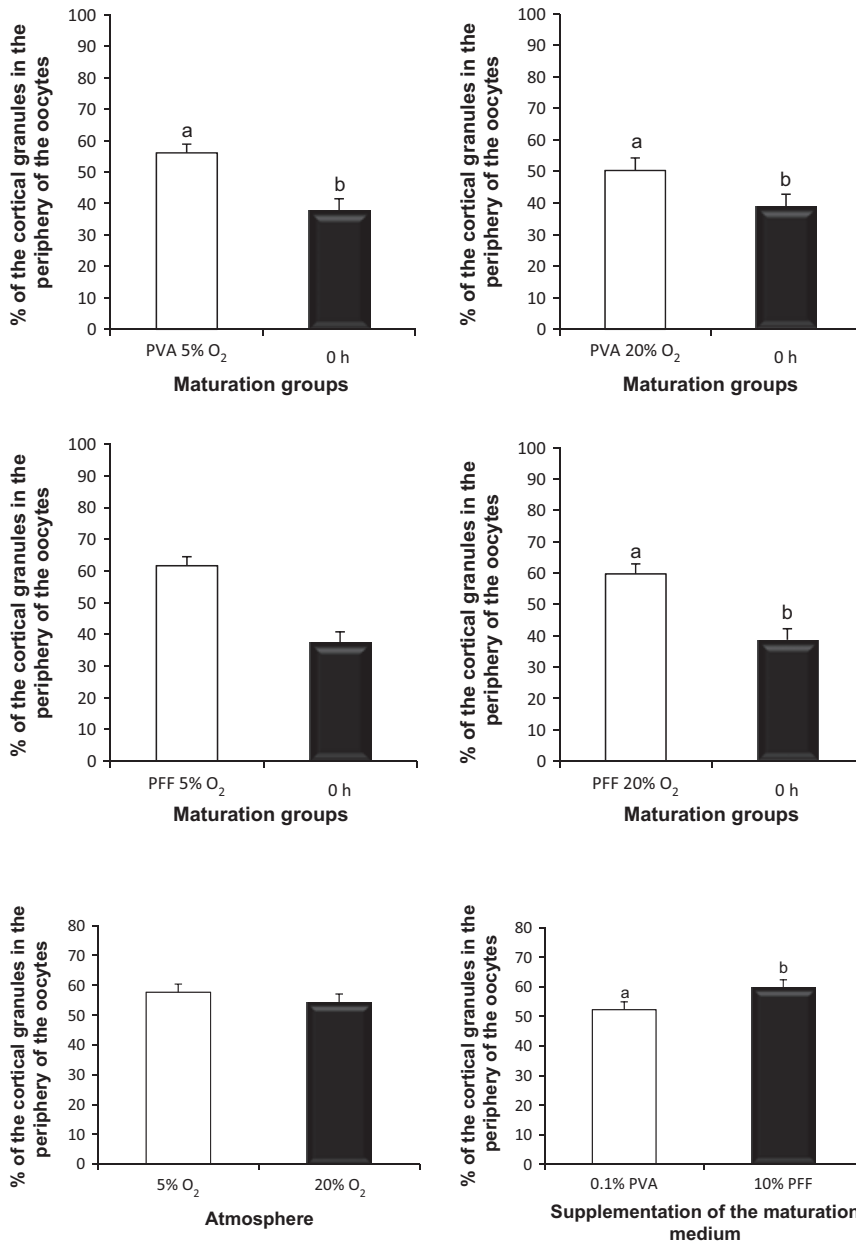 % of the cortical granules in the
periphery of the oocytes
100
90
80
70
60
50
40
30
20
10
0
a
b
PVA 5% O2
0 h
Maturation groups
% of the cortical granules in the
periphery of the oocytes
100
90
80
70
60
50
40
30
20
10
0
a
b
PVA 20% O2
0 h
Maturation groups
% of the cortical granules in the
periphery of the oocytes
100
90
80
70
60
50
40
30
20
10
0
PFF 5% O2
0 h
Maturation groups
% of the cortical granules in the
periphery of the oocytes
100
90
80
70
60
50
40
30
20
10
0
a
b
PFF 20% O2
0 h
Maturation groups
% of the cortical granules in the
periphery of the oocytes
80
70
60
50
40
30
20
10
0
5% O2
20% O2
Atmosphere
% of the cortical granules in the
periphery of the oocytes
80
70
60
50
40
30
20
10
0
a
b
0.1% PVA
10% PFF
Supplementation of the maturation
medium